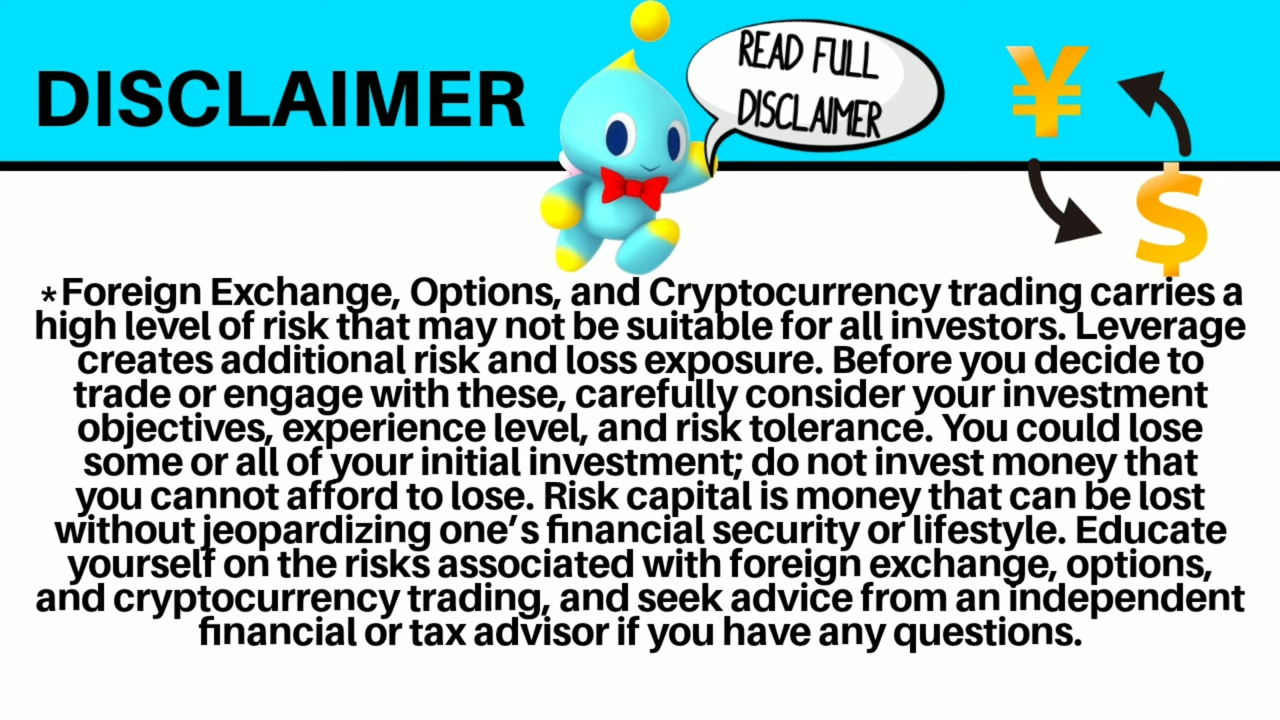 DISCLAIMER
READ FULL
DISCLAIMER
¥
$
*Foreign Exchange, Options, and Cryptocurrency trading carries a
high level of risk that may not be suitable for all investors. Leverage
creates additional risk and loss exposure. Before you decide to
trade or engage with these, carefully consider your investment
objectives, experience level, and risk tolerance. You could lose
some or all of your initial investment; do not invest money that
you cannot afford to lose. Risk capital is money that can be lost
without jeopardizing one’s financial security or lifestyle. Educate
yourself on the risks associated with foreign exchange, options,
and cryptocurrency trading, and seek advice from an independent
financial or tax advisor if you have any questions.